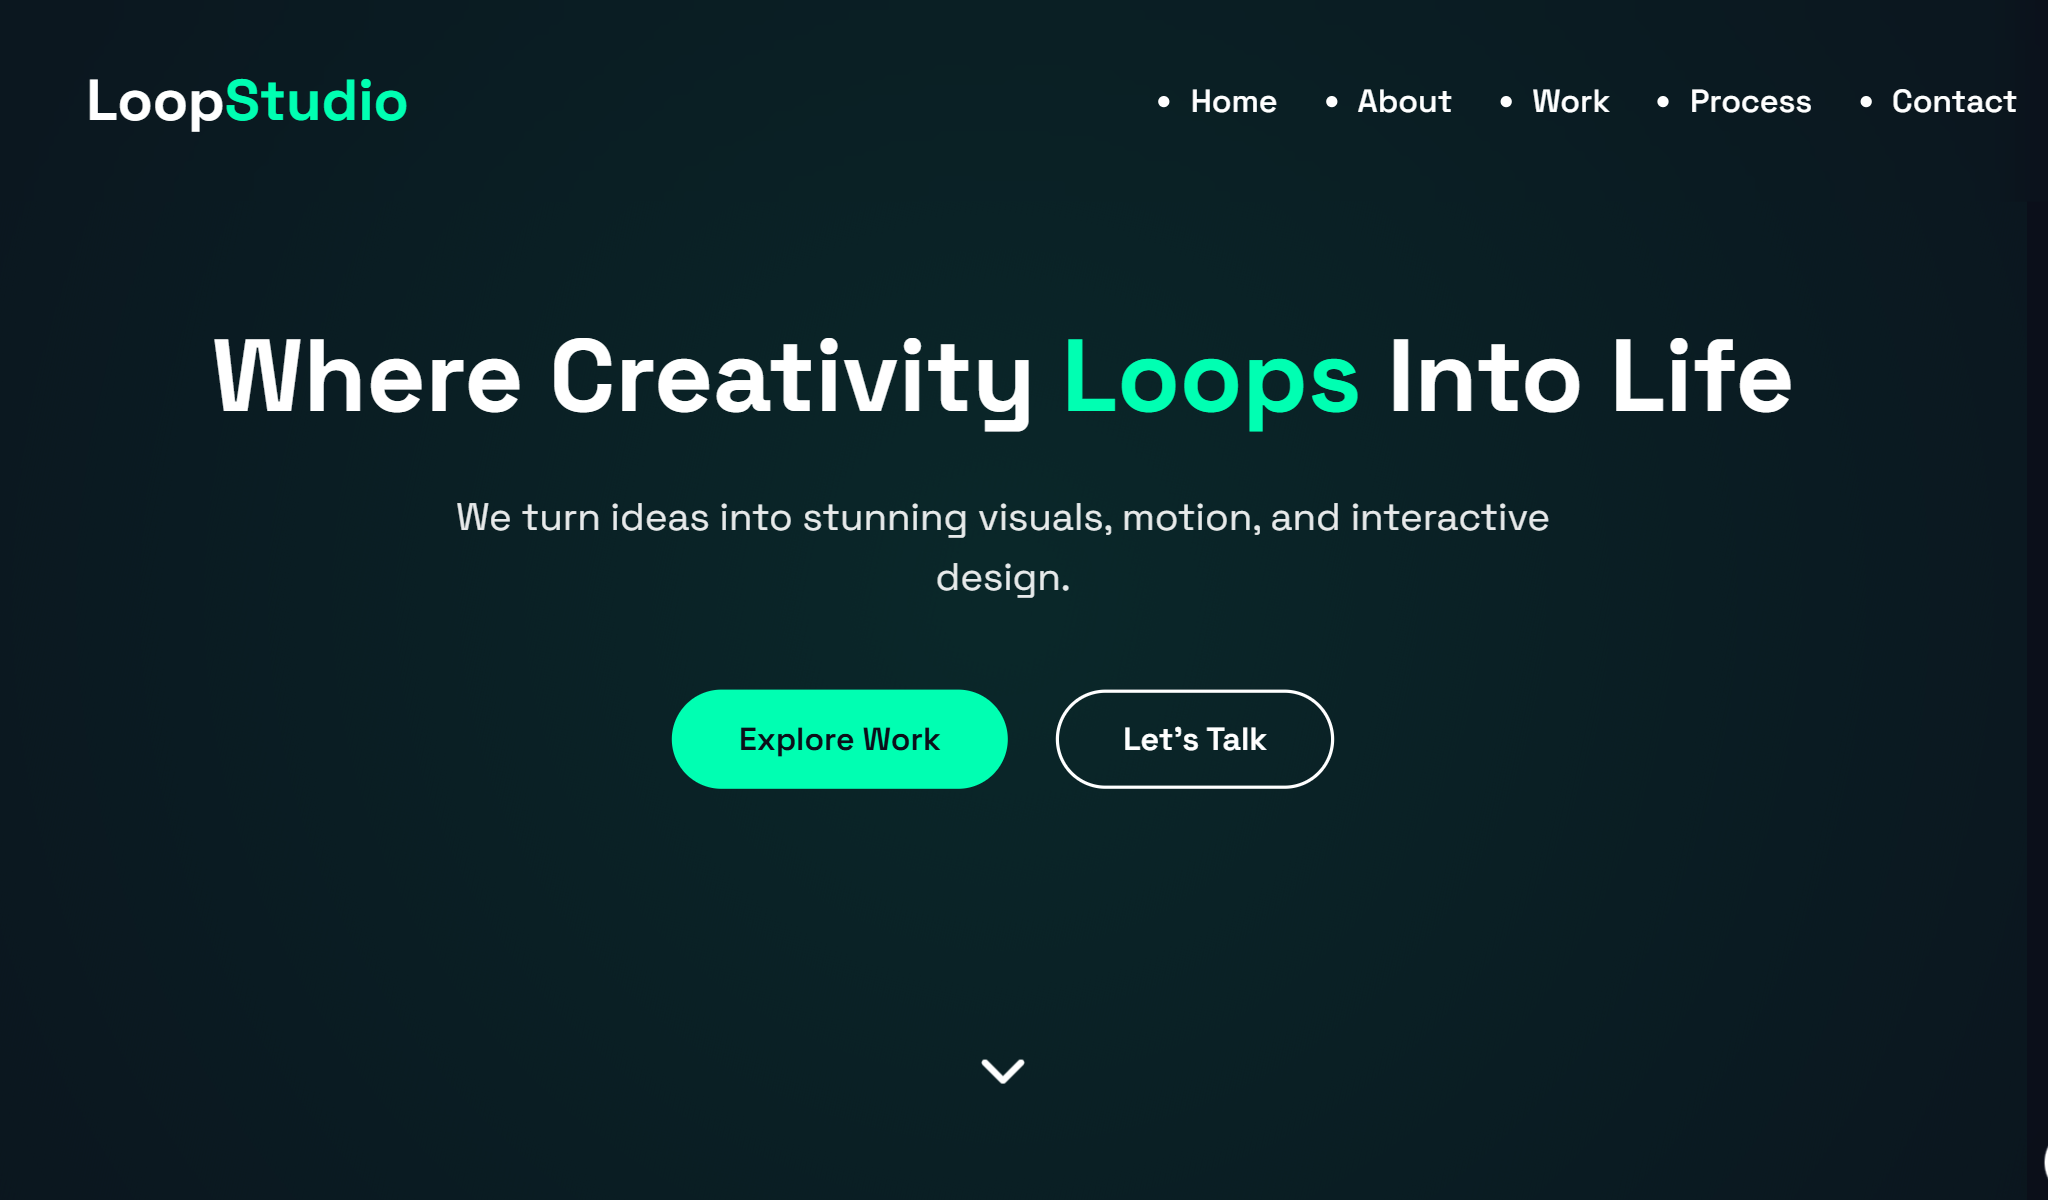 LoopStudio
• Home • About • Work • Process • Contact
Where Creativity Loops Into Life
We turn ideas into stunning visuals, motion, and interactive
design.
Explore Work
Let’s Talk